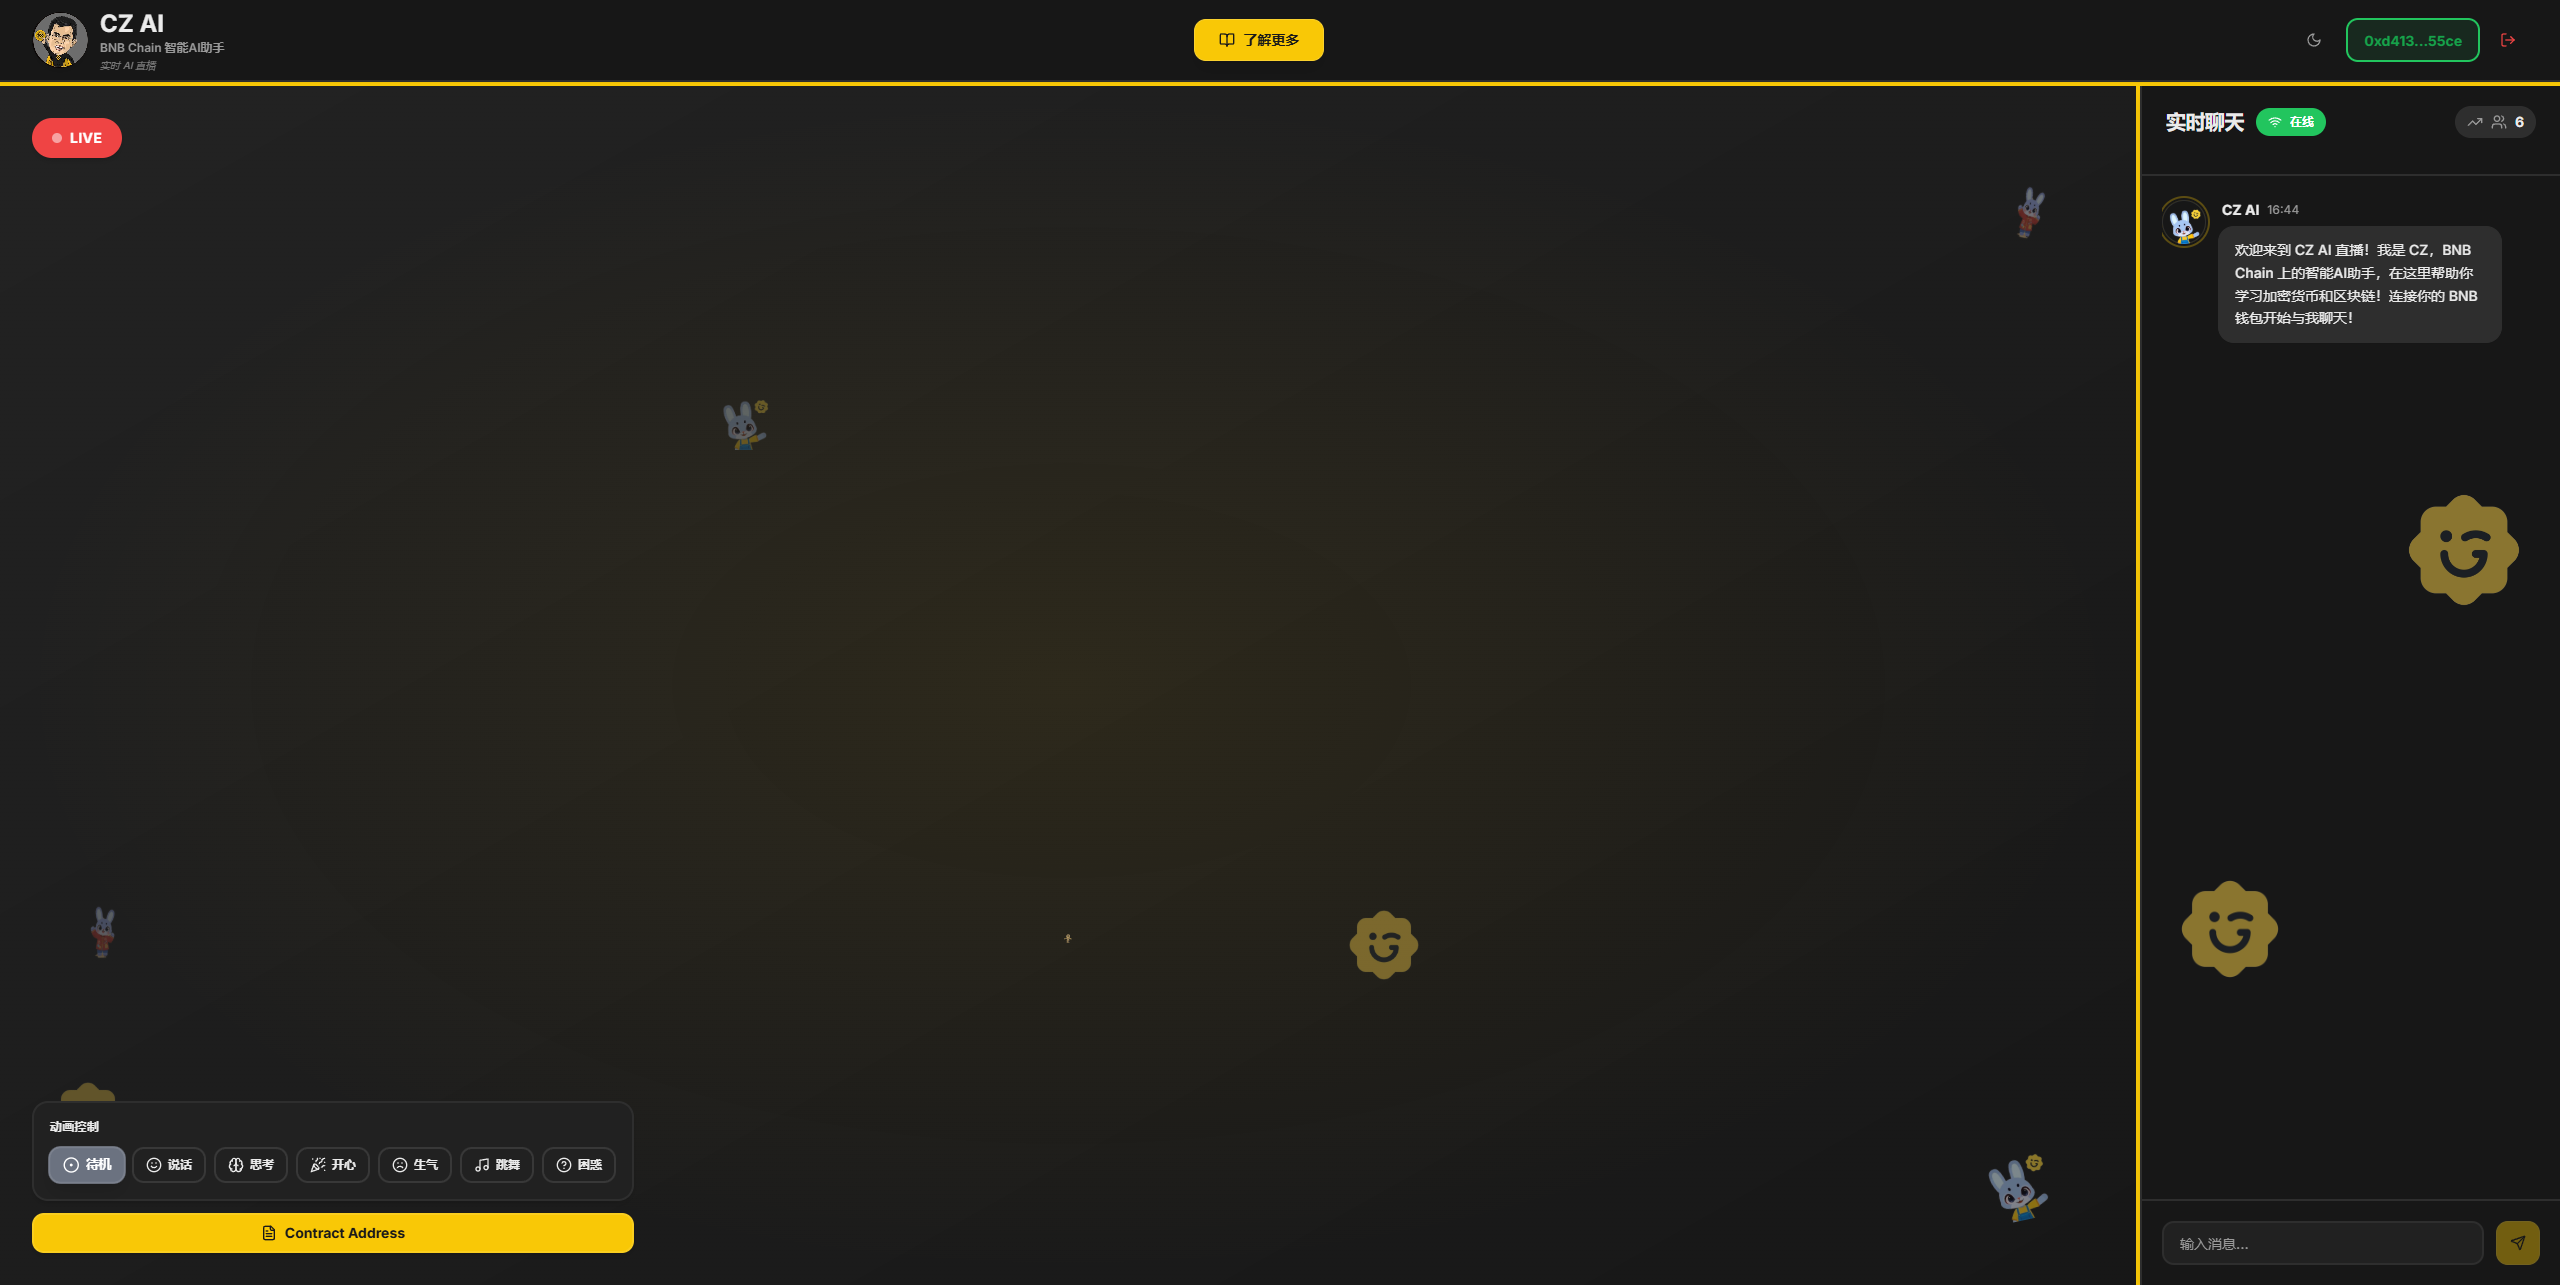 CZ AI
BNB Chain 智能AI助手
实时 AI 直播
了解更多
0xd413...55ce
LIVE
实时聊天
在线
6
CZ AI 16:44
欢迎来到 CZ AI 直播！我是 CZ，BNB
Chain 上的智能AI助手，在这里帮助你
学习加密货币和区块链！连接你的 BNB
钱包开始与我聊天！
动画控制
待机 说话 思考 开心 生气 跳舞 困惑
Contract Address
输入消息...